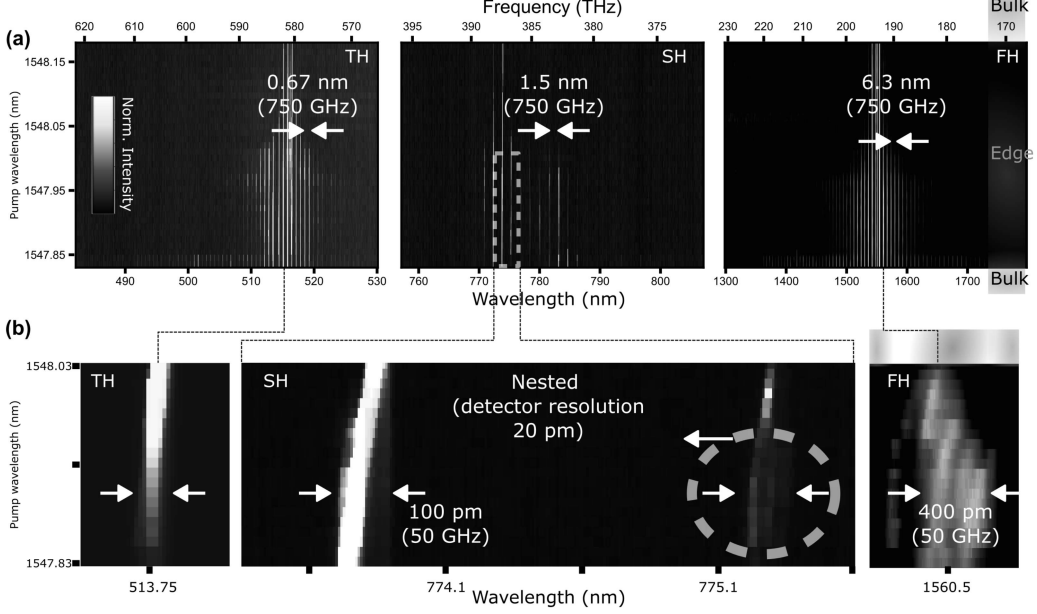 Frequency (THz)
Bulk
(a)
620 610 600 590 580 570
395 390 385 380 375
230 220 210 200 190 180 170
1548.15
1548.05
1547.95
1547.85
Pump wavelength (nm)
Norm. Intensity
TH
0.67 nm
(750 GHz)
SH
1.5 nm
(750 GHz)
FH
6.3 nm
(750 GHz)
Edge
Bulk
490 500 510 520 530
760 770 780 790 800
1300 1400 1500 1600 1700
Wavelength (nm)
(b)
1548.03
1547.83
Pump wavelength (nm)
TH
SH
Nested
(detector resolution
20 pm)
100 pm
(50 GHz)
FH
400 pm
(50 GHz)
513.75
774.1
775.1
1560.5
Wavelength (nm)